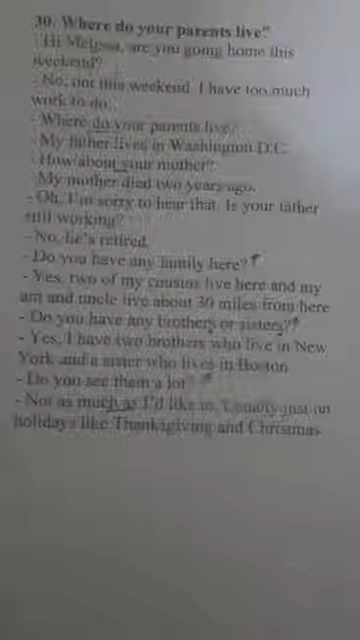 30. Where do your parents live?
- Hi Melissa, are you going home this
weekend?
- No, not this weekend. I have too much
work to do.
- Where do your parents live?
- My father lives in Washington D.C.
- How about your mother?
- My mother died two years ago.
- Oh, I'm sorry to hear that. Is your father
still working?
- No, he's retired.
- Do you have any family here?
- Yes, two of my cousins live here and my
ant and uncle live about 30 miles from here
- Do you have any brothers or sisters?
- Yes, I have two brothers who live in New
York and a sister who lives in Boston
- Do you see them a lot?
- Not as much as I'd like to. Usually just on
holidays like Thanksgiving and Christmas